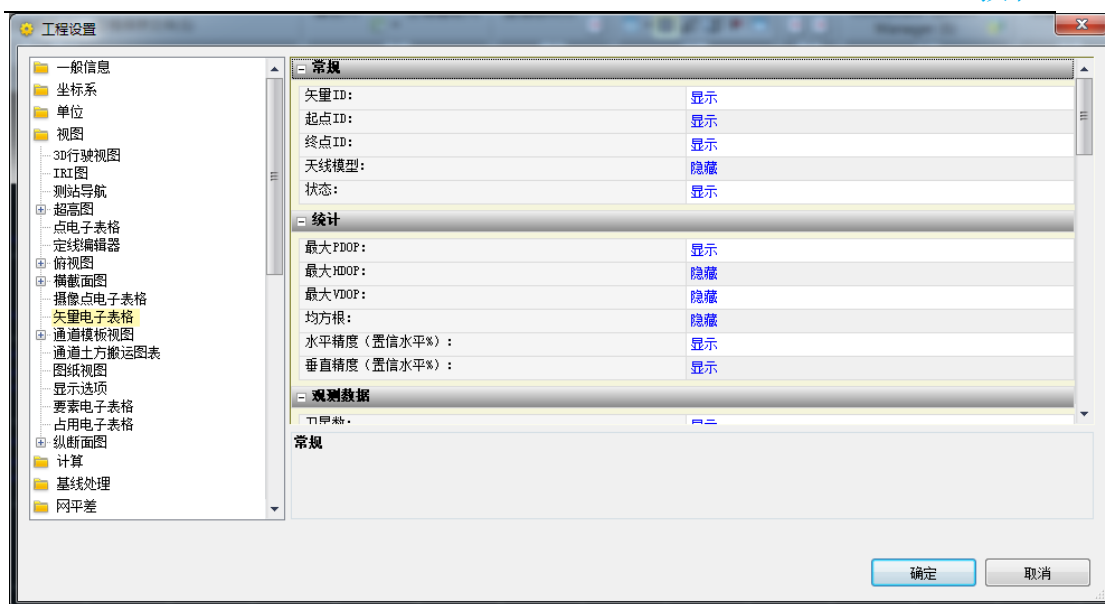 工程设置
一般信息
坐标系
单位
视图
3D行驶视图
IRI图
测站导航
超高图
点电子表格
定线编辑器
俯视图
横截面图
摄像点电子表格
矢量电子表格
通道模板视图
通道土方搬运图表
图纸视图
显示选项
要素电子表格
占用电子表格
纵断面图
计算
基线处理
网平差
常规
矢量ID: 显示
起点ID: 显示
终点ID: 显示
天线模型: 隐藏
状态: 显示
统计
最大PDOP: 显示
最大HDOP: 隐藏
最大VDOP: 隐藏
均方根: 隐藏
水平精度（置信水平%）: 显示
垂直精度（置信水平%）: 显示
观测数据
卫星数: 显示
常规
确定 取消